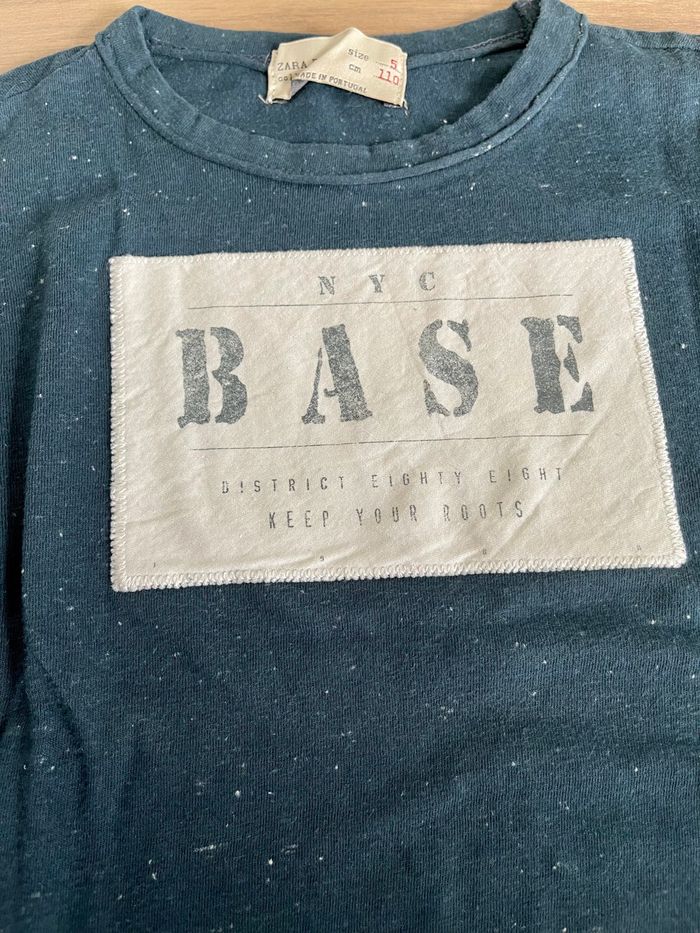 ZARA
size 5
cm 110
MADE IN PORTUGAL
NYC
BASE
DISTRICT EIGHTY EIGHT
KEEP YOUR ROOTS